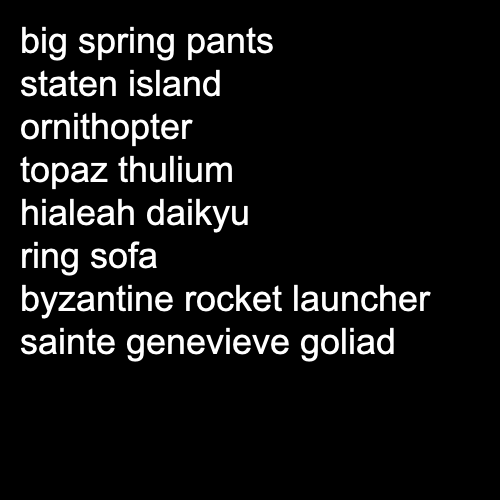 big spring pants
staten island
ornithopter
topaz thulium
hialeah daikyu
ring sofa
byzantine rocket launcher
sainte genevieve goliad